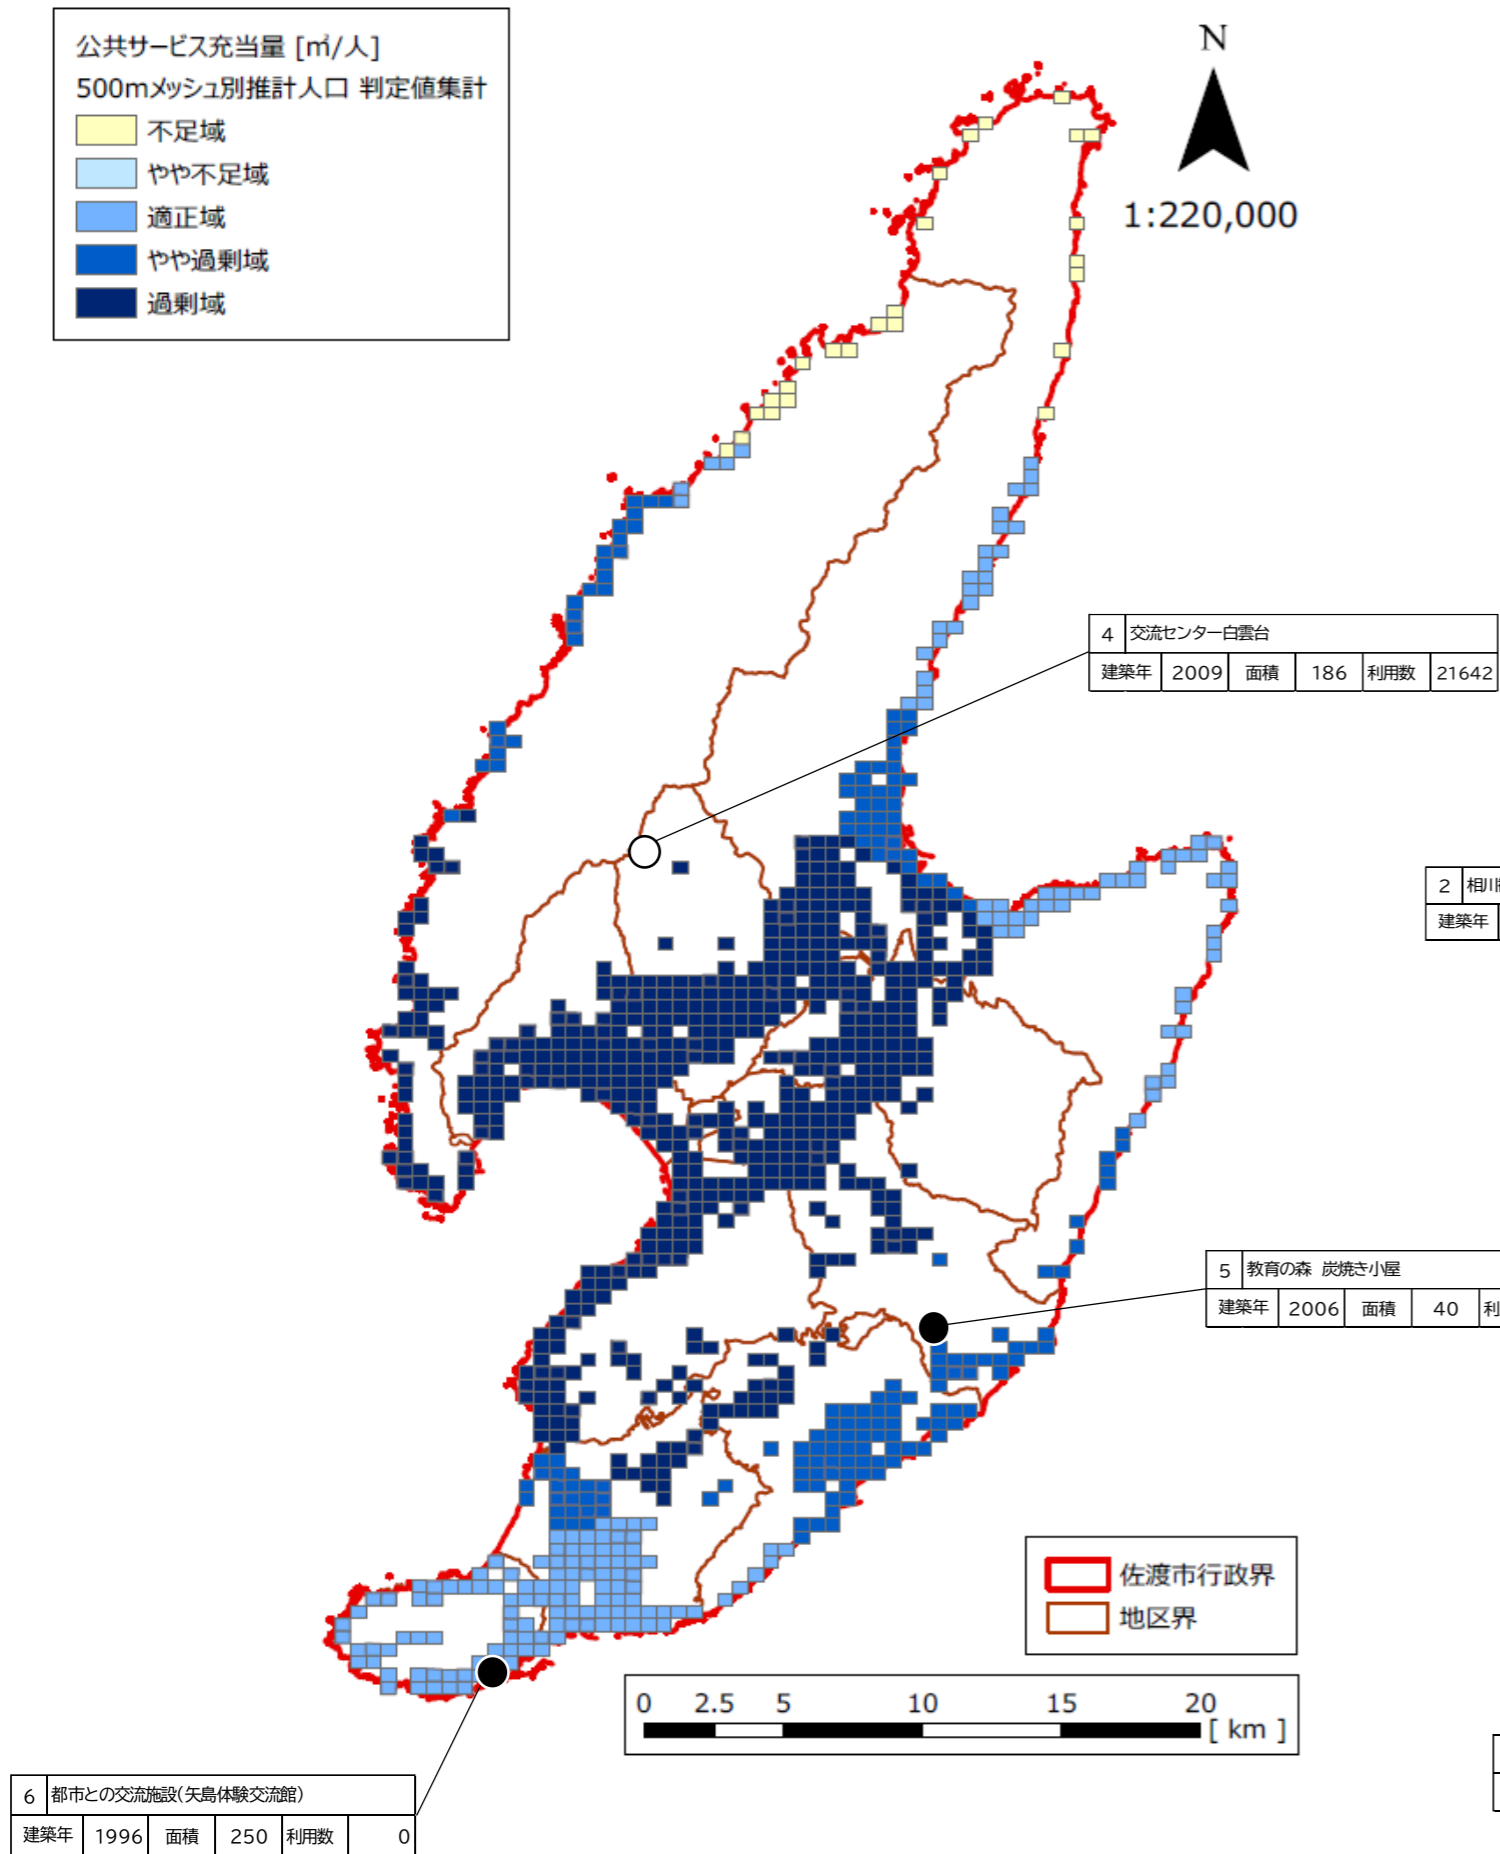 公共サービス充当量 [㎡/人]
500mメッシュ別推計人口 判定値集計
不足域
やや不足域
適正域
やや過剰域
過剰域
N
1:220,000
4 交流センター白雲台
建築年 2009 面積 186 利用数 21642
2 相川
建築年
5 教育の森 炭焼き小屋
建築年 2006 面積 40 利
佐渡市行政界
地区界
0 2.5 5 10 15 20
[ km ]
6 都市との交流施設(矢島体験交流館)
建築年 1996 面積 250 利用数 0